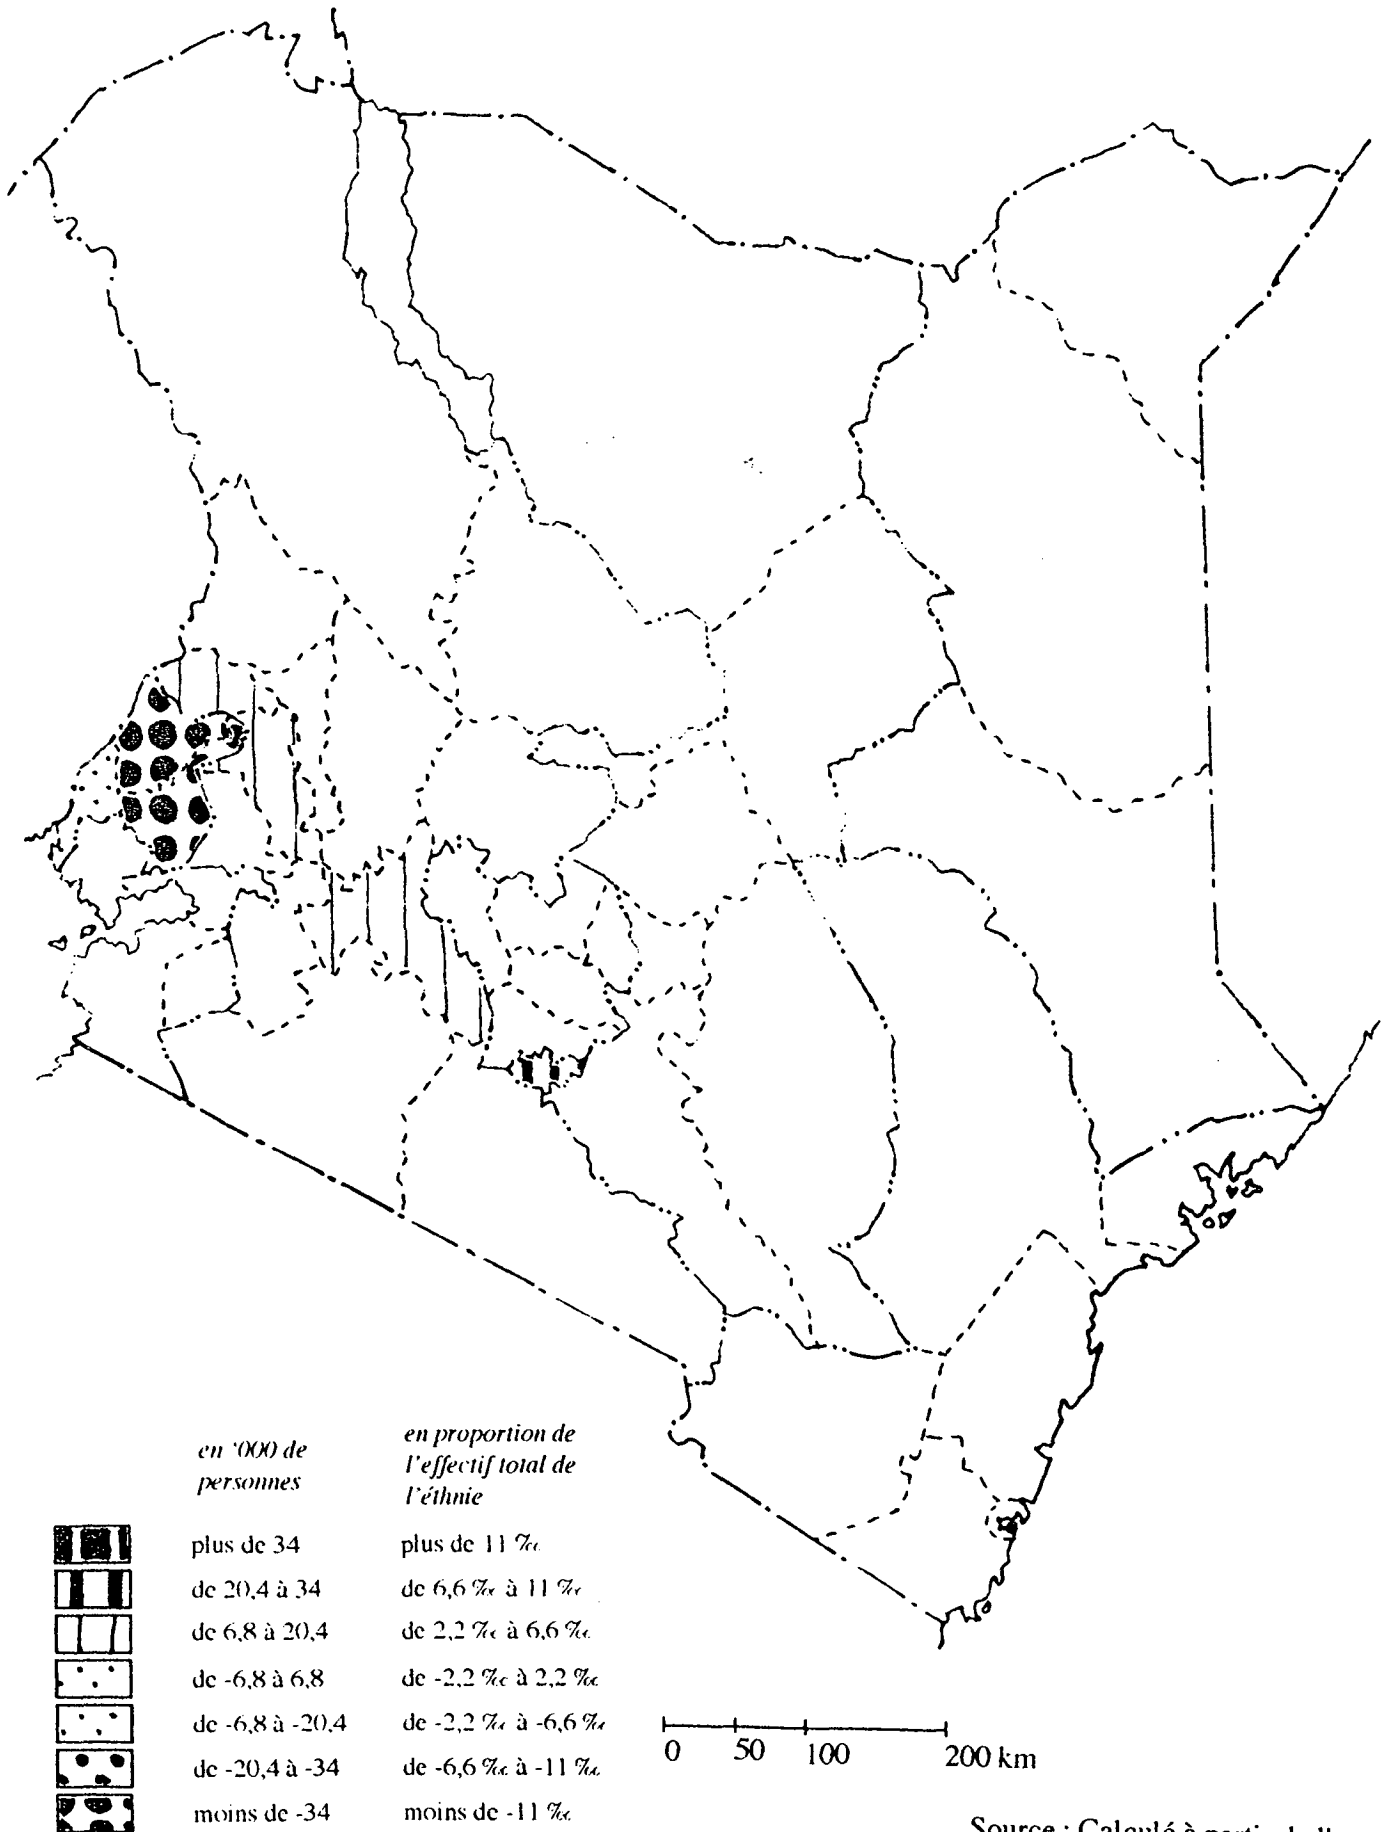 en '000 de
personnes
en proportion de
l'effectif total de
l'éthnie
plus de 34 plus de 11 ‰
de 20,4 à 34 de 6,6 ‰ à 11 ‰
de 6,8 à 20,4 de 2,2 ‰ à 6,6 ‰
de -6,8 à 6,8 de -2,2 ‰ à 2,2 ‰
de -6,8 à -20,4 de -2,2 ‰ à -6,6 ‰
de -20,4 à -34 de -6,6 ‰ à -11 ‰
moins de -34 moins de -11 ‰
0 50 100 200 km
Source : Calculé à partir de l'